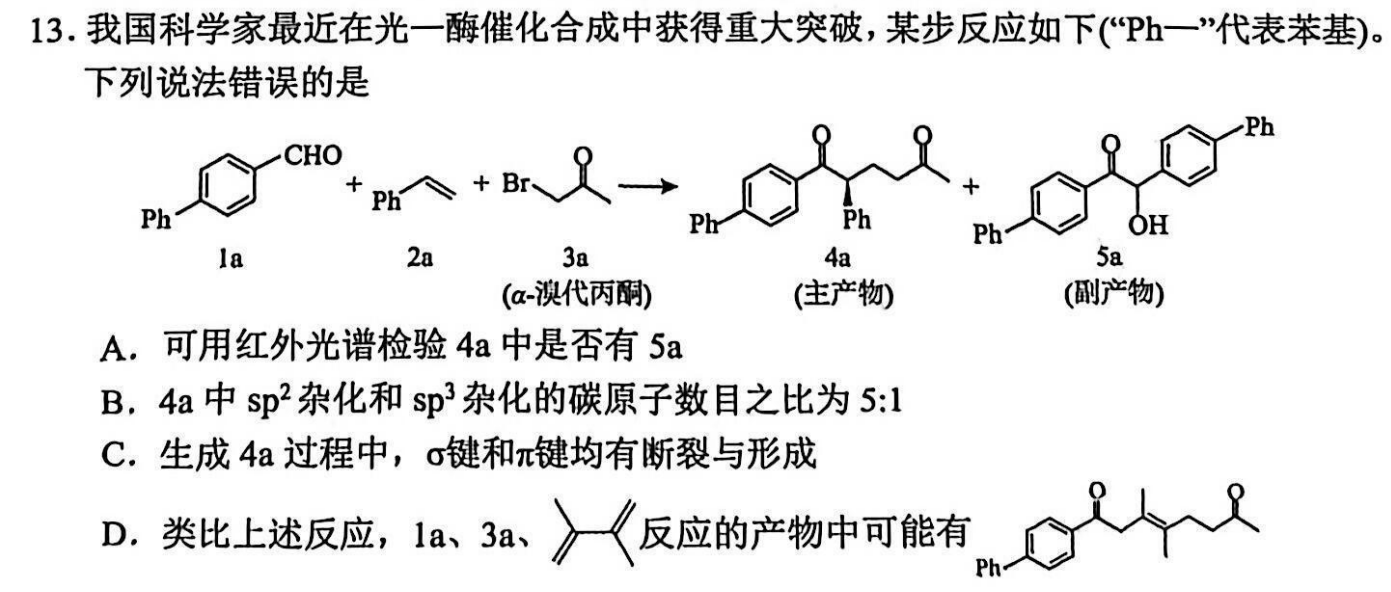 13. 我国科学家最近在光一酶催化合成中获得重大突破,某步反应如下(“Ph—”代表苯基)。
下列说法错误的是
CHO + Ph + Br O → O O + O Ph
Ph Ph Ph Ph OH
1a 2a 3a 4a 5a
(α-溴代丙酮) (主产物) (副产物)
A. 可用红外光谱检验 4a 中是否有 5a
B. 4a 中 sp² 杂化和 sp³ 杂化的碳原子数目之比为 5:1
C. 生成 4a 过程中,σ键和π键均有断裂与形成
D. 类比上述反应,1a、3a、 反应的产物中可能有 Ph O O